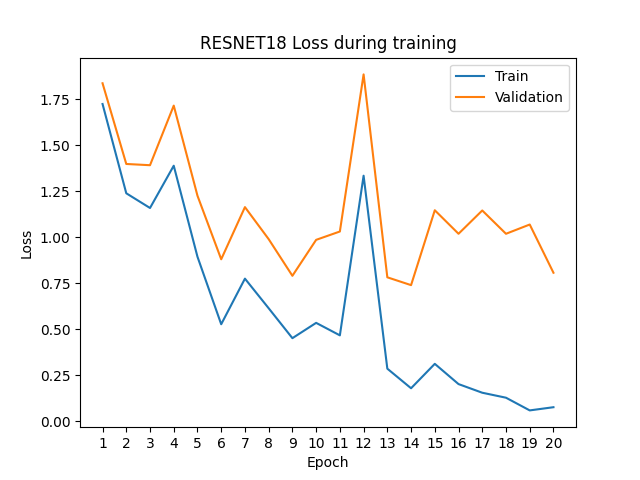 RESNET18 Loss during training
Train
Validation
Loss
1.75
1.50
1.25
1.00
0.75
0.50
0.25
0.00
1 2 3 4 5 6 7 8 9 10 11 12 13 14 15 16 17 18 19 20
Epoch